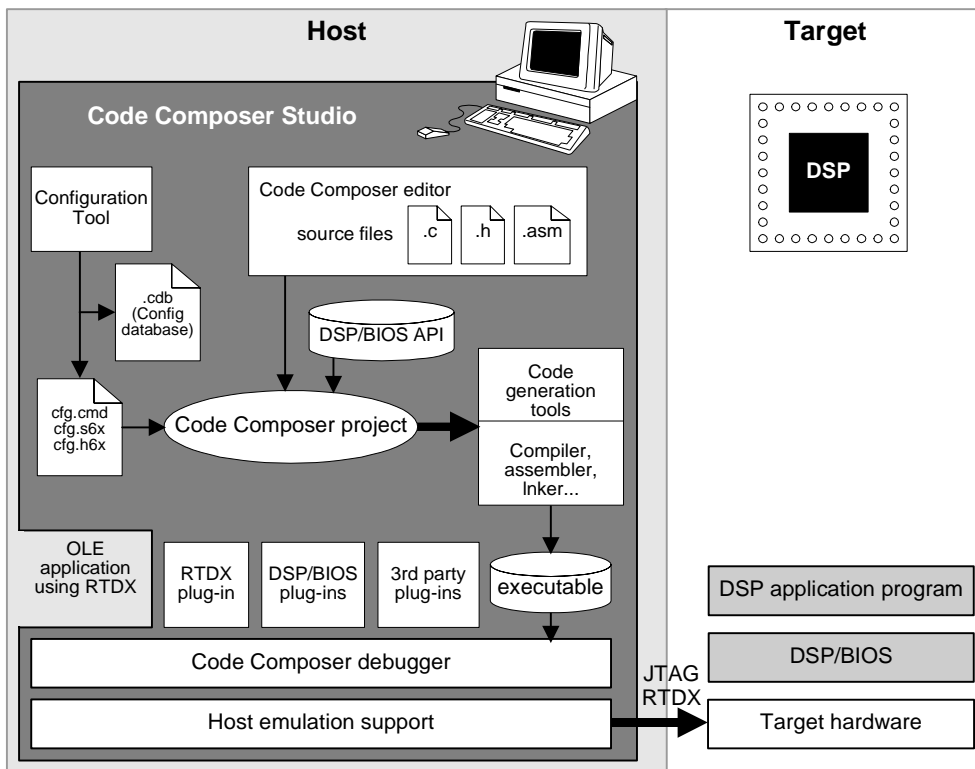 Host
Target
Code Composer Studio
DSP
Configuration
Tool
Code Composer editor
source files
.c
.h
.asm
.cdb
(Config
database)
DSP/BIOS API
Code
generation
tools
cfg.cmd
cfg.s6x
cfg.h6x
Code Composer project
Compiler,
assembler,
lnker...
OLE
application
using RTDX
RTDX
plug-in
DSP/BIOS
plug-ins
3rd party
plug-ins
executable
DSP application program
Code Composer debugger
DSP/BIOS
JTAG
RTDX
Host emulation support
Target hardware